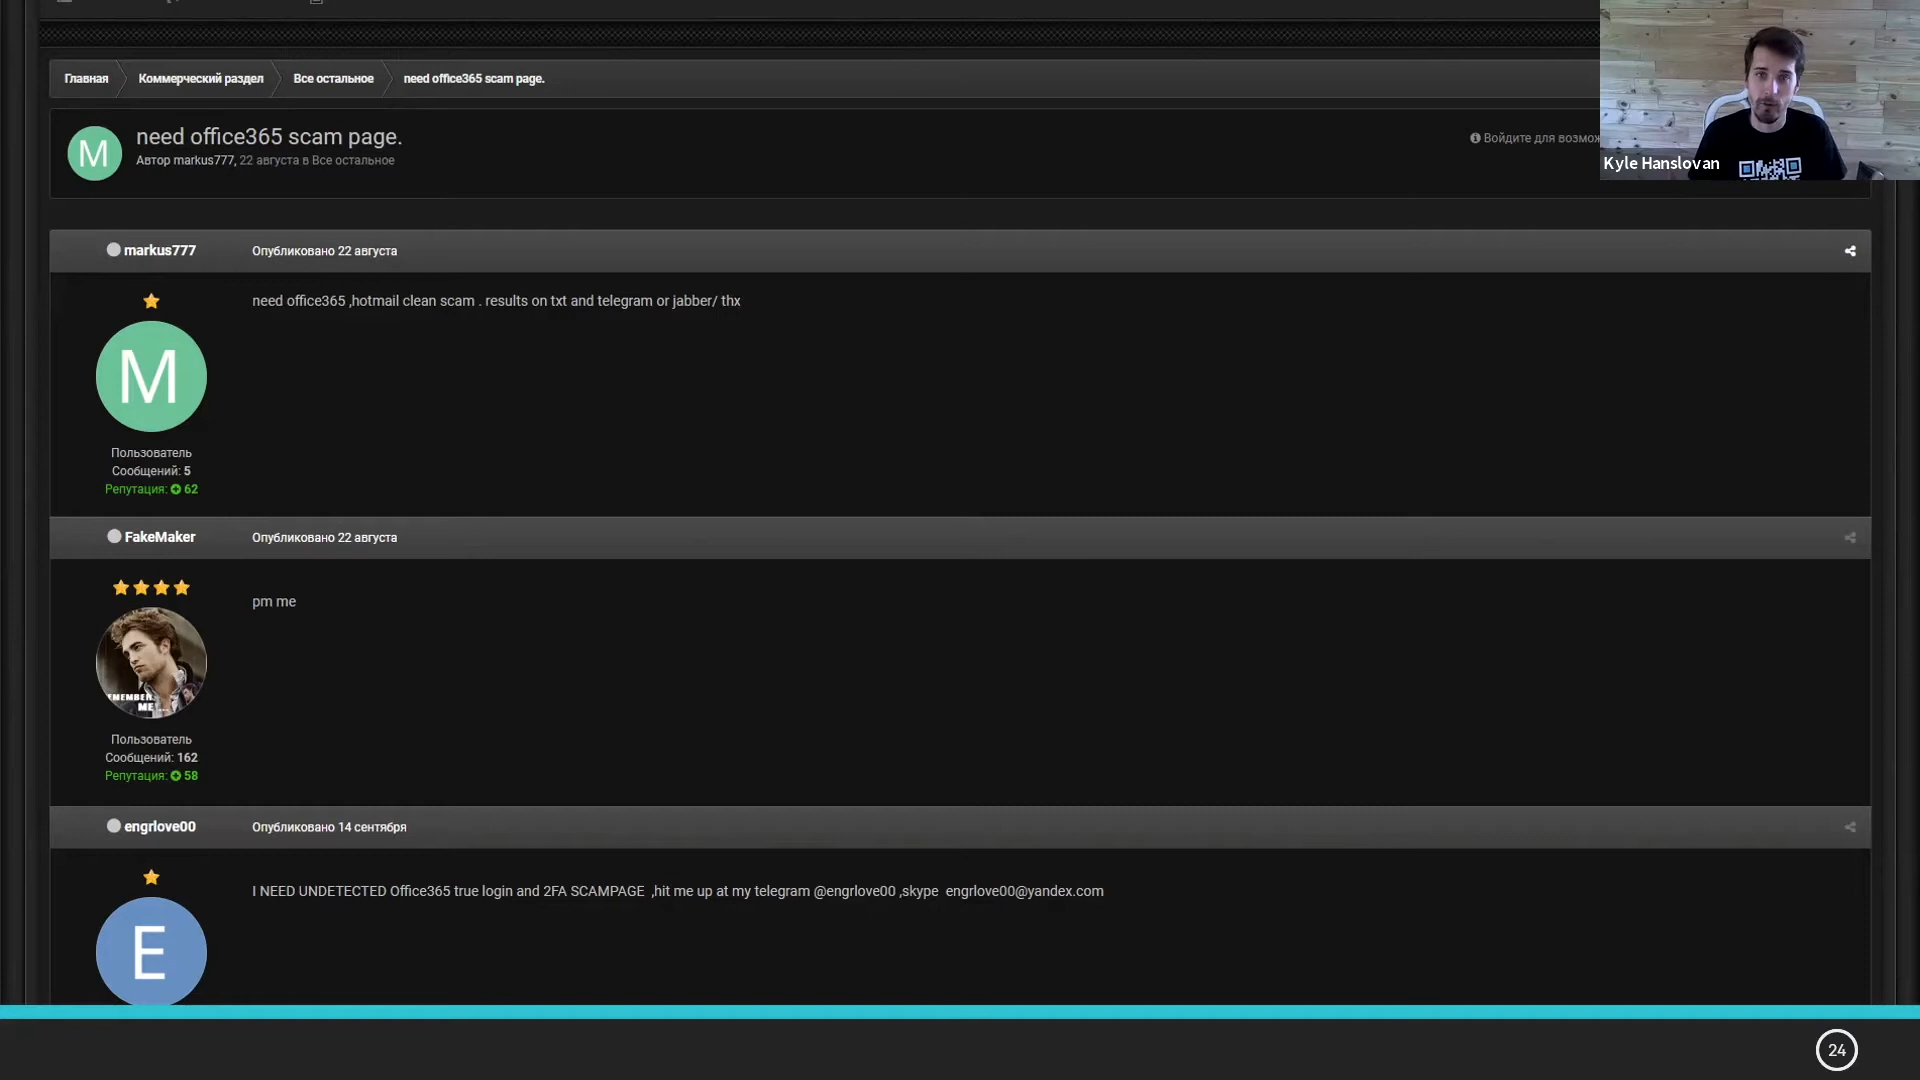 Главная
Коммерческий раздел
Все остальное
need office365 scam page.
M
need office365 scam page.
Автор markus777, 22 августа в Все остальное
Войдите для
Kyle Hanslovan
markus777
Опубликовано 22 августа
need office365 ,hotmail clean scam . results on txt and telegram or jabber/ thx
M
Пользователь
Сообщений: 5
Репутация: 62
FakeMaker
Опубликовано 22 августа
pm me
ME
Пользователь
Сообщений: 162
Репутация: 58
engrlove00
Опубликовано 14 сентября
I NEED UNDETECTED Office365 true login and 2FA SCAMPAGE ,hit me up at my telegram @engrlove00 ,skype engrlove00@yandex.com
E
24